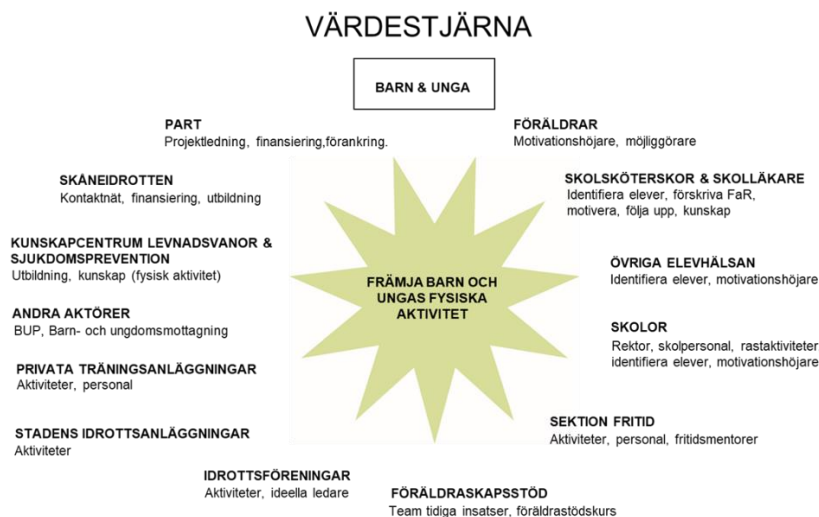 VÄRDESTJÄRNA
BARN & UNGA
PART
Projektledning, finansiering,förankring.
FÖRÄLDRAR
Motivationshöjare, möjliggörare
SKÅNEIDROTTEN
Kontaktnät, finansiering, utbildning
SKOLSKÖTERSKOR & SKOLLÄKARE
Identifiera elever, förskriva FaR,
motivera, följa upp, kunskap
KUNSKAPCENTRUM LEVNADSVANOR &
SJUKDOMSPREVENTION
Utbildning, kunskap (fysisk aktivitet)
FRÄMJA BARN OCH
UNGAS FYSISKA
AKTIVITET
ÖVRIGA ELEVHÄLSAN
Identifiera elever, motivationshöjare
ANDRA AKTÖRER
BUP, Barn- och ungdomsmottagning
SKOLOR
Rektor, skolpersonal, rastaktiviteter
identifiera elever, motivationshöjare
PRIVATA TRÄNINGSANLÄGGNINGAR
Aktiviteter, personal
STADENS IDROTTSANLÄGGNINGAR
Aktiviteter
SEKTION FRITID
Aktiviteter, personal, fritidsmentorer
IDROTTSFÖRENINGAR
Aktiviteter, ideella ledare
FÖRÄLDRASKAPSSTÖD
Team tidiga insatser, föräldrastödskurs